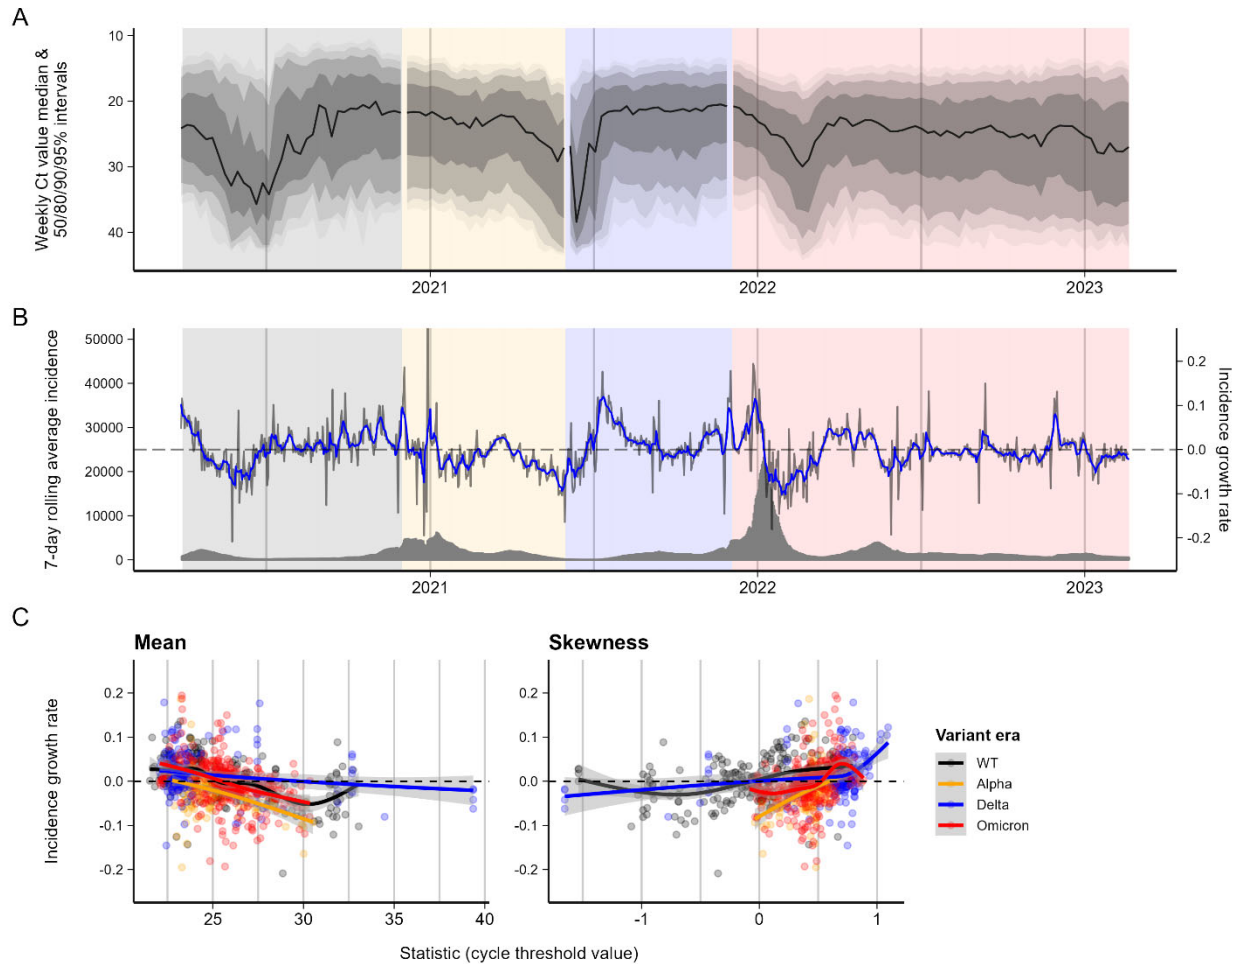 A
Weekly Ct value median &
50/80/90/95% intervals
10
20
30
40
2021
2022
2023
B
7-day rolling average incidence
50000
40000
30000
20000
10000
0
0.2
0.1
0.0
-0.1
-0.2
Incidence growth rate
2021
2022
2023
C
Mean
Skewness
Incidence growth rate
0.2
0.1
0.0
-0.1
-0.2
25
30
35
40
0.2
0.1
0.0
-0.1
-0.2
-1
0
1
Statistic (cycle threshold value)
Variant era
WT
Alpha
Delta
Omicron